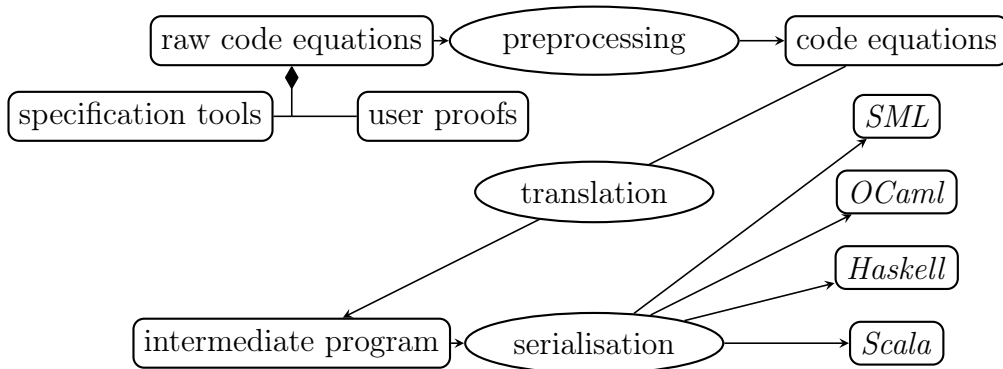 raw code equations
preprocessing
code equations
specification tools
user proofs
SML
translation
OCaml
Haskell
intermediate program
serialisation
Scala